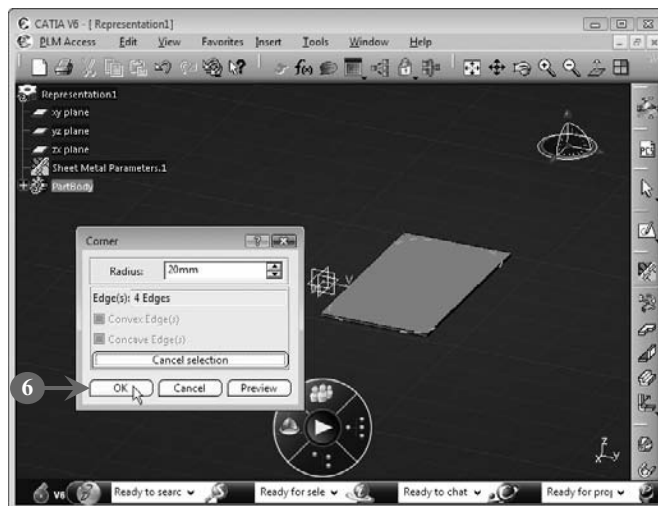 CATIA V6 - [Representation1]
PLM Access Edit View Favorites Insert Tools Window Help
f(x)
Representation1
xy plane
yz plane
zx plane
Sheet Metal Parameters.1
PartBody
PCS
Corner
Radius: 20mm
Edge(s): 4 Edges
Convex Edge(s)
Concave Edge(s)
Cancel selection
6 OK Cancel Preview
y
z
x y
V6 Ready to searc Ready for sele Ready to chat Ready for proj